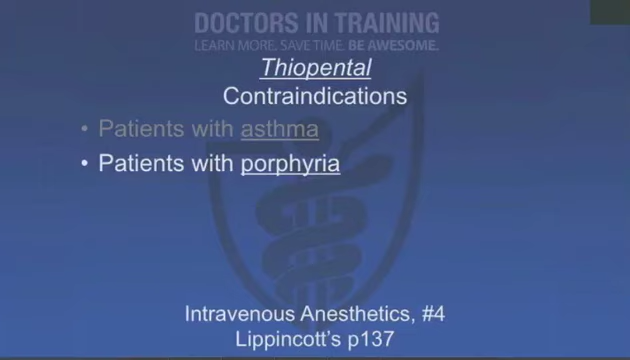 DOCTORS IN TRAINING
LEARN MORE. SAVE TIME. BE AWESOME.
Thiopental
Contraindications
• Patients with asthma
• Patients with porphyria
Intravenous Anesthetics, #4
Lippincott's p137